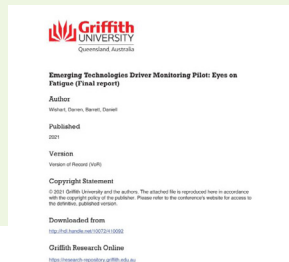 Griffith
UNIVERSITY
Queensland, Australia
Emerging Technologies Driver Monitoring Pilot: Eyes on
Fatigue (Final report)
Author
Wishart, Darren, Barrell, Daniell
Published
2021
Version
Version of Record (VoR)
Copyright Statement
© 2021 Griffith University and the authors. The attached file is reproduced here in accordance
with the copyright policy of the publisher. Please refer to the conference's website for access to
the definitive, published version.
Downloaded from
http://hdl.handle.net/10072/410092
Griffith Research Online
https://research-repository.griffith.edu.au